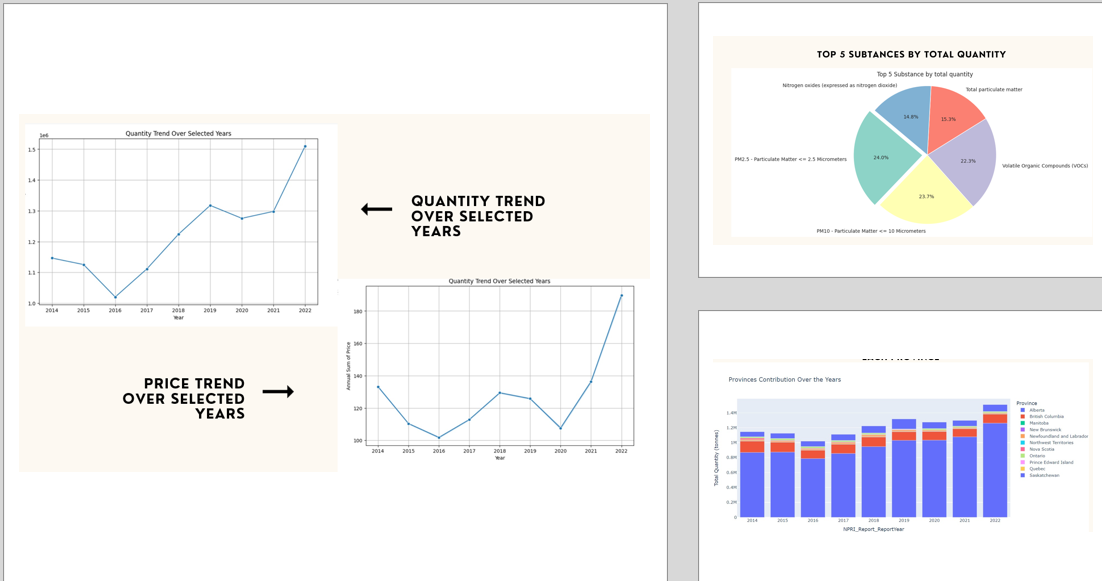 1e6
Quantity Trend Over Selected Years
1.5
1.4
1.3
1.2
1.1
1.0
2014 2015 2016 2017 2018 2019 2020 2021 2022
Year
QUANTITY TREND
OVER SELECTED
YEARS
Quantity Trend Over Selected Years
Annual Sum of Price
180
160
140
120
100
2014 2015 2016 2017 2018 2019 2020 2021 2022
Year
PRICE TREND
OVER SELECTED
YEARS
TOP 5 SUBTANCES BY TOTAL QUANTITY
Top 5 Substance by total quantity
Nitrogen oxides (expressed as nitrogen dioxide)
Total particulate matter
14.8%
15.3%
PM2.5 - Particulate Matter <= 2.5 Micrometers
24.0%
22.3%
Volatile Organic Compounds (VOCs)
23.7%
PM10 - Particulate Matter <= 10 Micrometers
Provinces Contribution Over the Years
Total Quantity (tonnes)
1.4M
1.2M
1M
0.8M
0.6M
0.4M
0.2M
0
2014 2015 2016 2017 2018 2019 2020 2021 2022
NPRI_Report_ReportYear
Province
Alberta
British Columbia
Manitoba
New Brunswick
Newfoundland and Labrador
Northwest Territories
Nova Scotia
Ontario
Prince Edward Island
Quebec
Saskatchewan